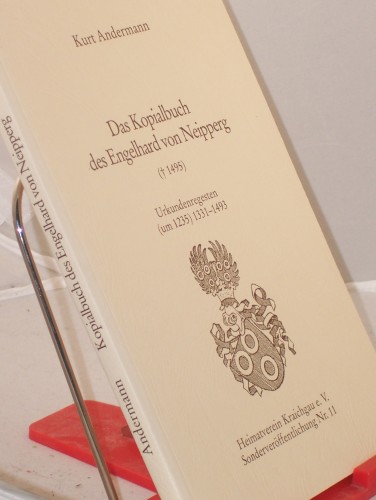 Kurt Andermann
Das Kopialbuch
des Engelhard von Neipperg
(† 1495)
Urkundenregesten
(um 1235) 1331–1493
Heimatverein Kraichgau e. V.
Sonderveröffentlichung Nr. 11
Andermann Kopialbuch des Engelhard von Neipperg